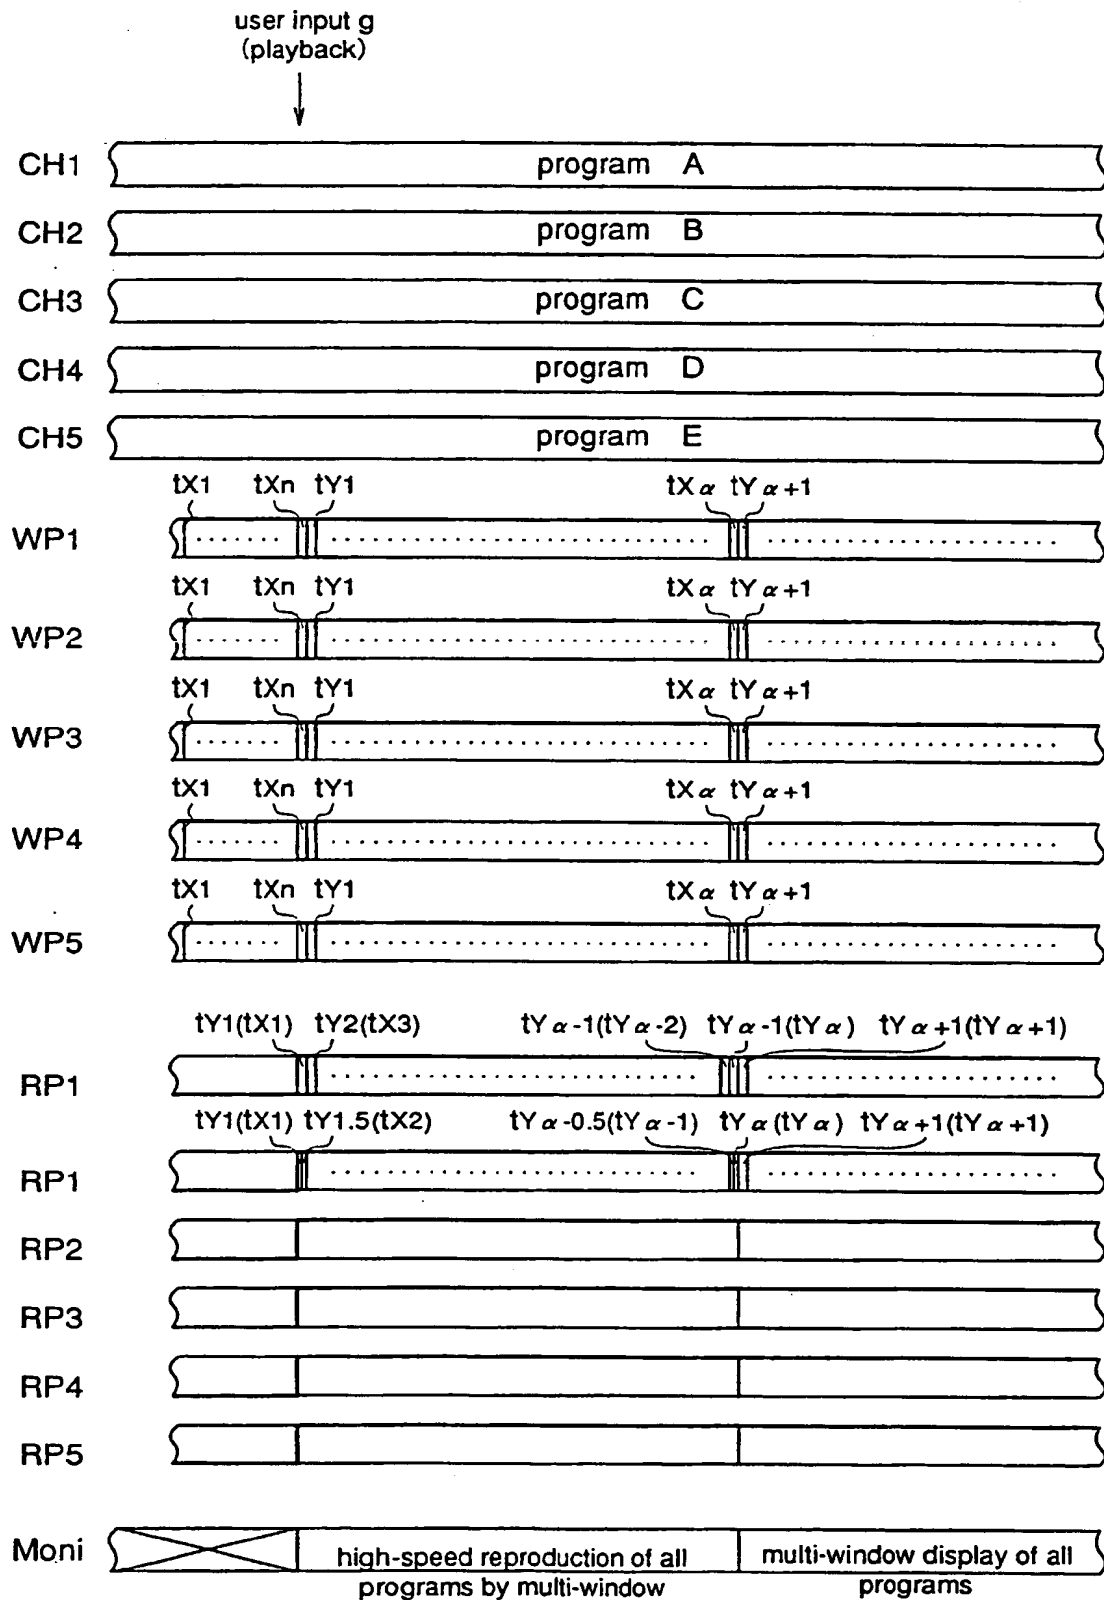 user input g
(playback)
CH1 program A
CH2 program B
CH3 program C
CH4 program D
CH5 program E
tX1 tXn tY1 tXα tYα+1
WP1
tX1 tXn tY1 tXα tYα+1
WP2
tX1 tXn tY1 tXα tYα+1
WP3
tX1 tXn tY1 tXα tYα+1
WP4
tX1 tXn tY1 tXα tYα+1
WP5
tY1(tX1) tY2(tX3) tYα-1(tYα-2) tYα-1(tYα) tYα+1(tYα+1)
RP1
tY1(tX1) tY1.5(tX2) tYα-0.5(tYα-1) tYα(tYα) tYα+1(tYα+1)
RP1
RP2
RP3
RP4
RP5
Moni high-speed reproduction of all multi-window display of all
programs by multi-window programs